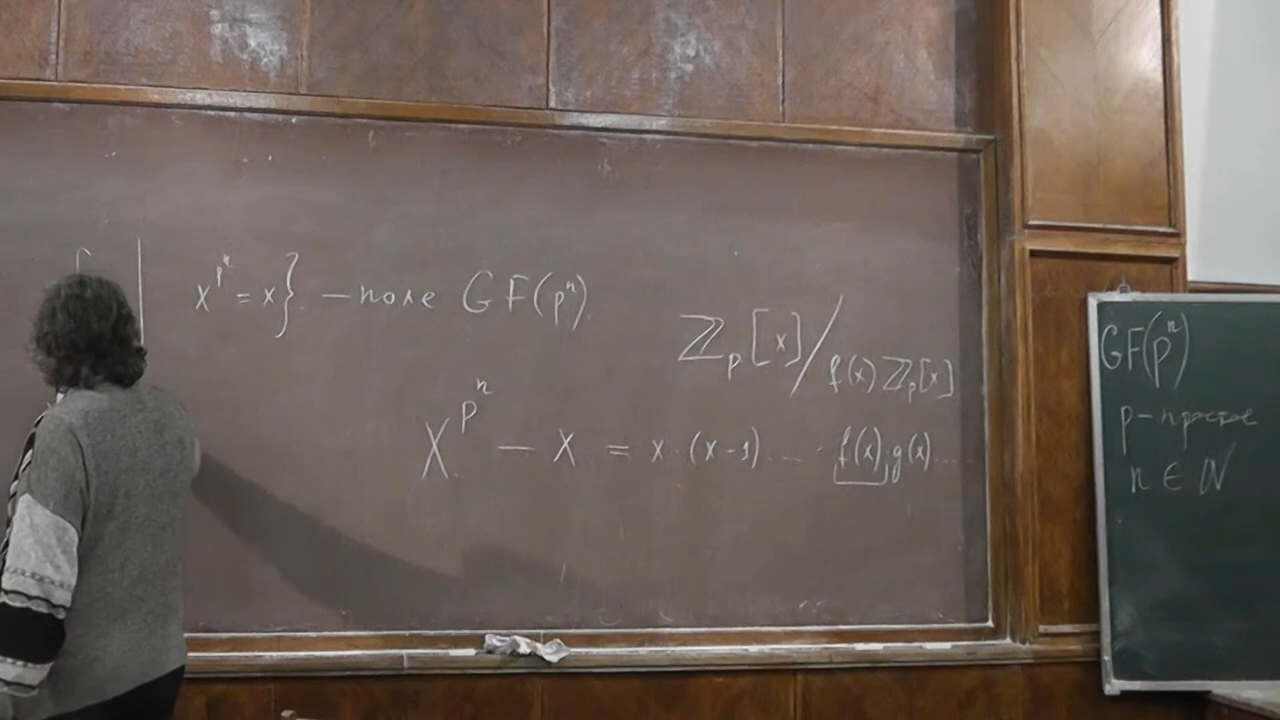 { | x^{p^n} = x} – поле GF(p^n)
ℤ_p[x] / f(x) ℤ_p[x]
X^{p^n} – X = x · (x-1) ... f(x) · g(x) ...
GF(p^n)
p – простое
n ∈ ℕ